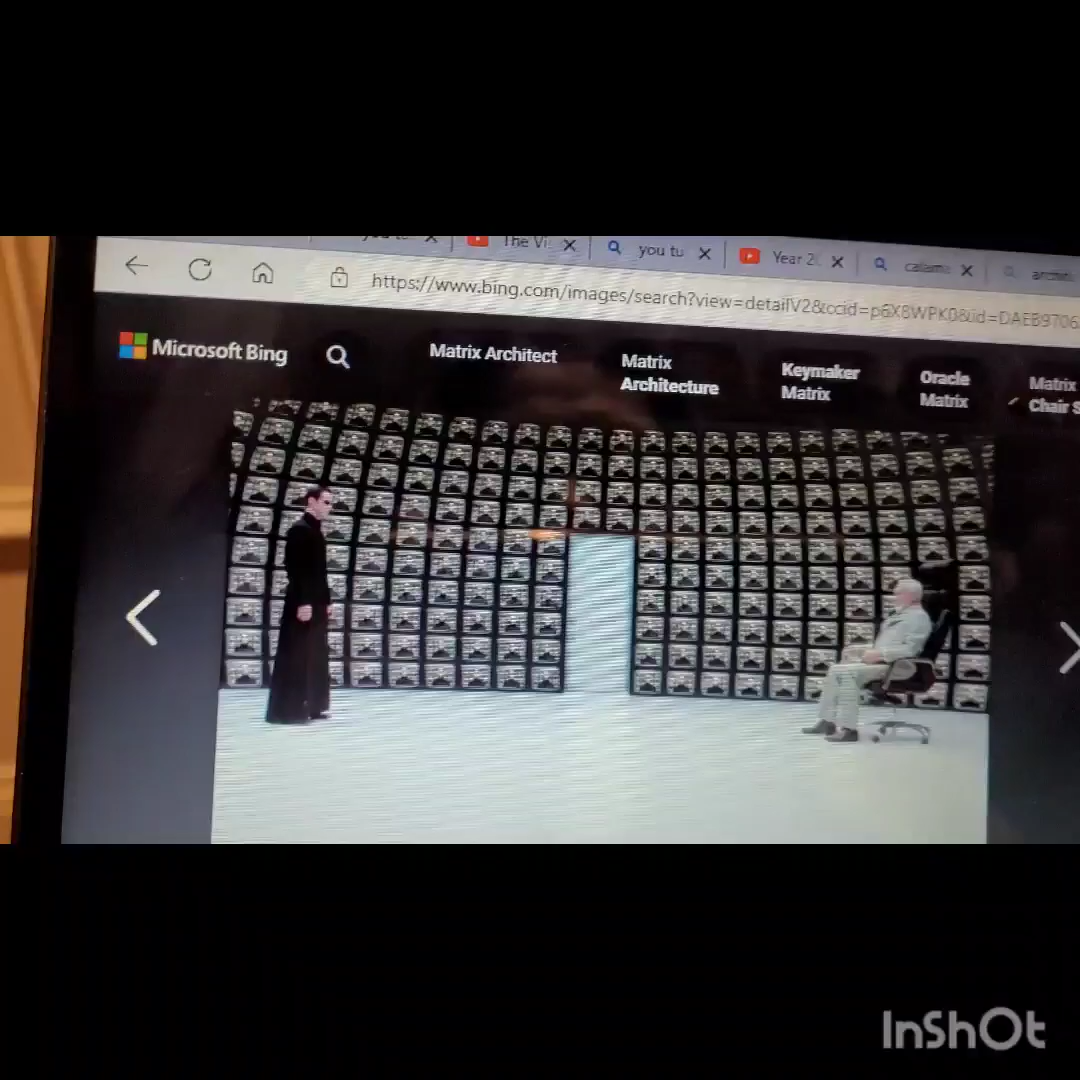 The Vi
you tu
Year 2
https://www.bing.com/images/search?view=detailV2&ccid=p6X8WPK0&id=DAEB9706
Microsoft Bing
Matrix Architect
Matrix
Architecture
Keymaker
Matrix
Oracle
Matrix
Matrix
Chair S
InShOt